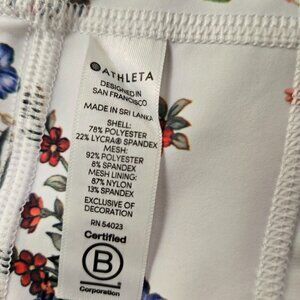 ATHLETA
DESIGNED IN
SAN FRANCISCO
MADE IN SRI LANKA
SHELL:
78% POLYESTER
22% LYCRA® SPANDEX
MESH:
92% POLYESTER
8% SPANDEX
MESH LINING:
87% NYLON
13% SPANDEX
EXCLUSIVE OF
DECORATION
RN 54023
Certified
B
Corporation